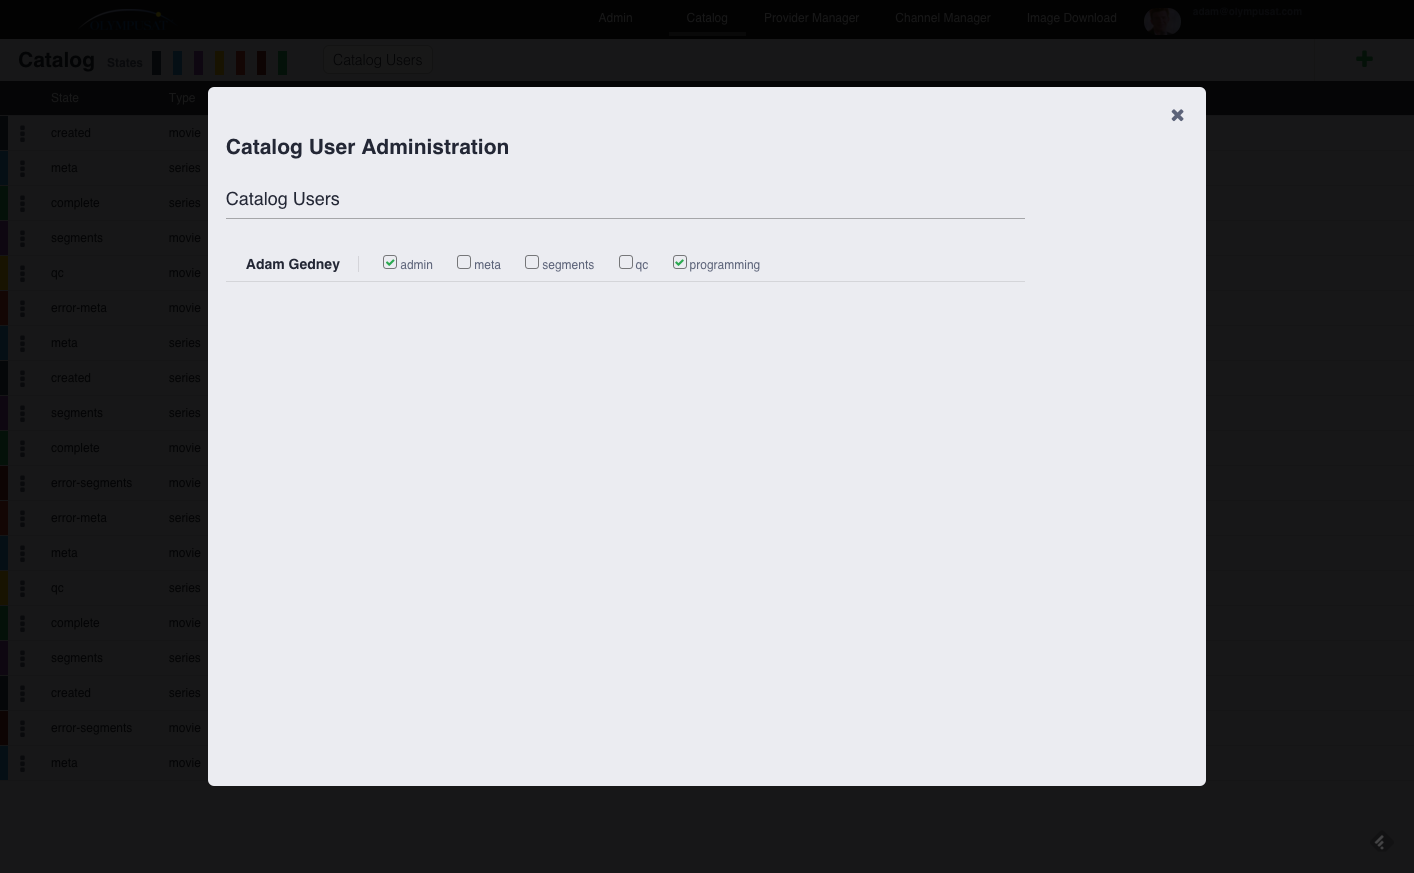 Admin Catalog Provider Manager Channel Manager Image Download
Catalog States Catalog Users
State Type
created movie
meta series
complete series
segments movie
qc movie
error-meta movie
meta series
created series
segments series
complete movie
error-segments movie
error-meta series
meta movie
qc series
complete movie
segments series
created series
error-segments movie
meta movie
Catalog User Administration
Catalog Users
Adam Gedney admin meta segments qc programming